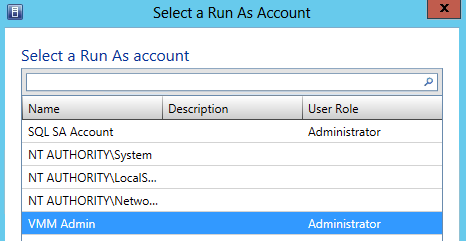 Select a Run As Account
x
Select a Run As account
Name Description User Role
SQL SA Account Administrator
NT AUTHORITY\System
NT AUTHORITY\LocalS...
NT AUTHORITY\Netwo...
VMM Admin Administrator